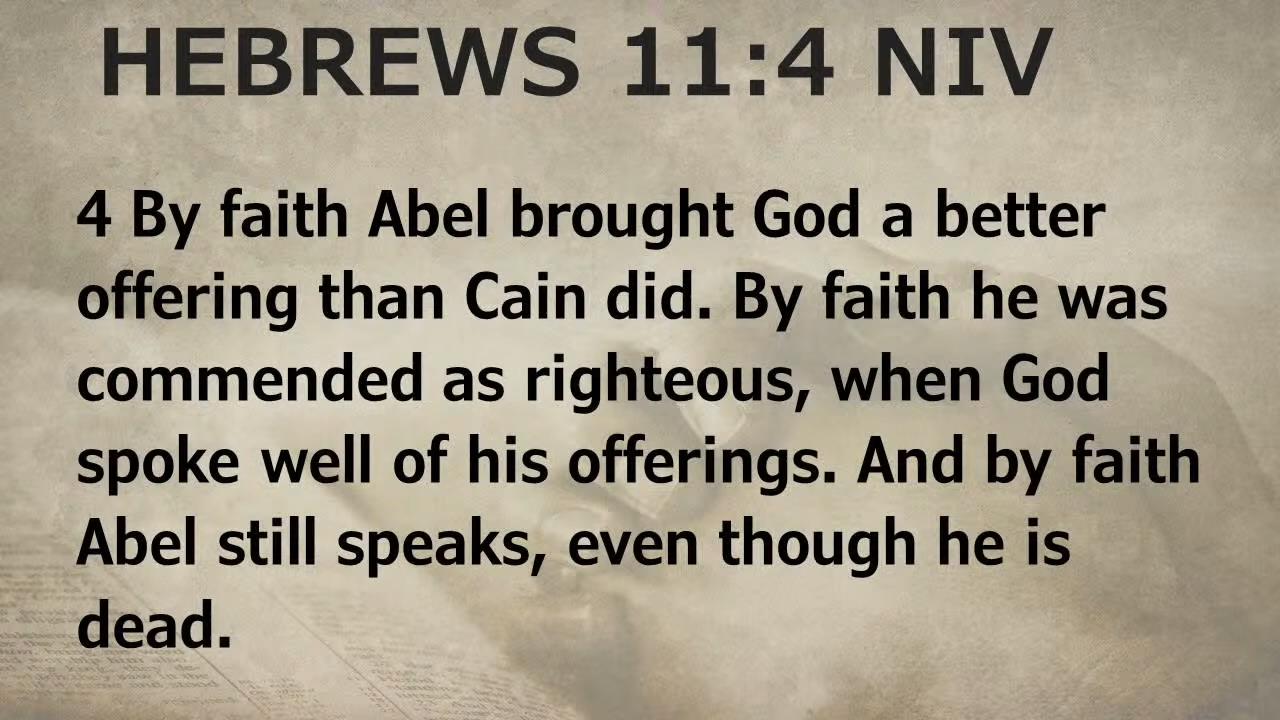 HEBREWS 11:4 NIV
4 By faith Abel brought God a better
offering than Cain did. By faith he was
commended as righteous, when God
spoke well of his offerings. And by faith
Abel still speaks, even though he is
dead.